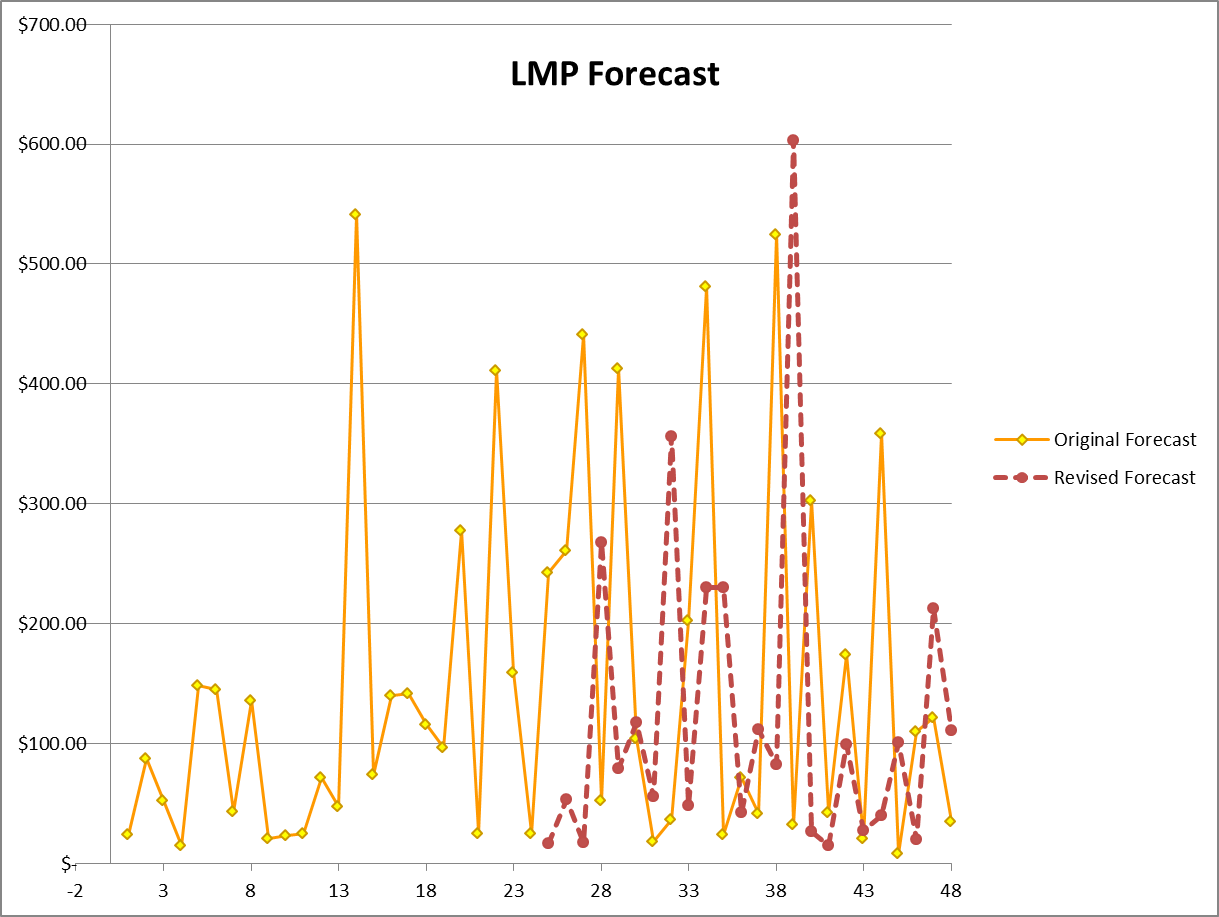 LMP Forecast
$700.00
$600.00
$500.00
$400.00
$300.00
$200.00
$100.00
$-
-2 3 8 13 18 23 28 33 38 43 48
Original Forecast
Revised Forecast